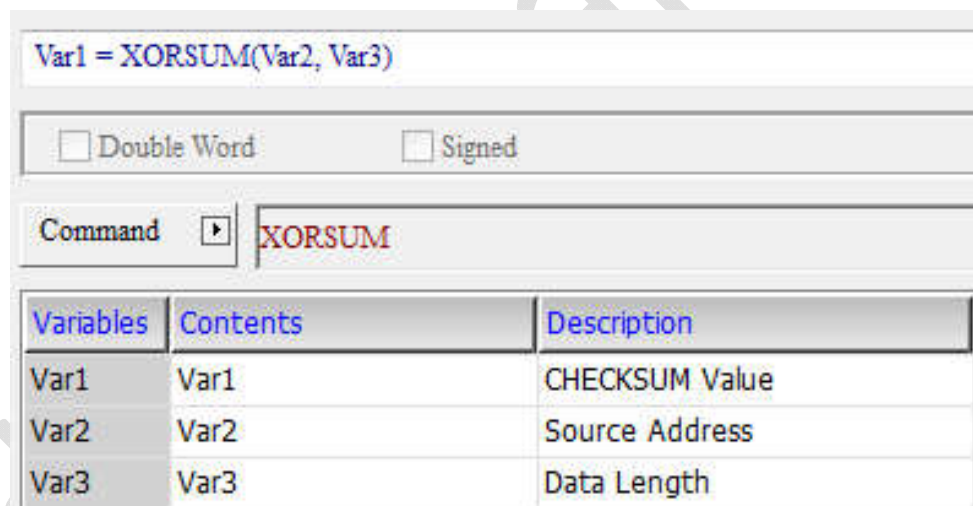 Var1 = XORSUM(Var2, Var3)
Double Word Signed
Command XORSUM
Variables Contents Description
Var1 Var1 CHECKSUM Value
Var2 Var2 Source Address
Var3 Var3 Data Length